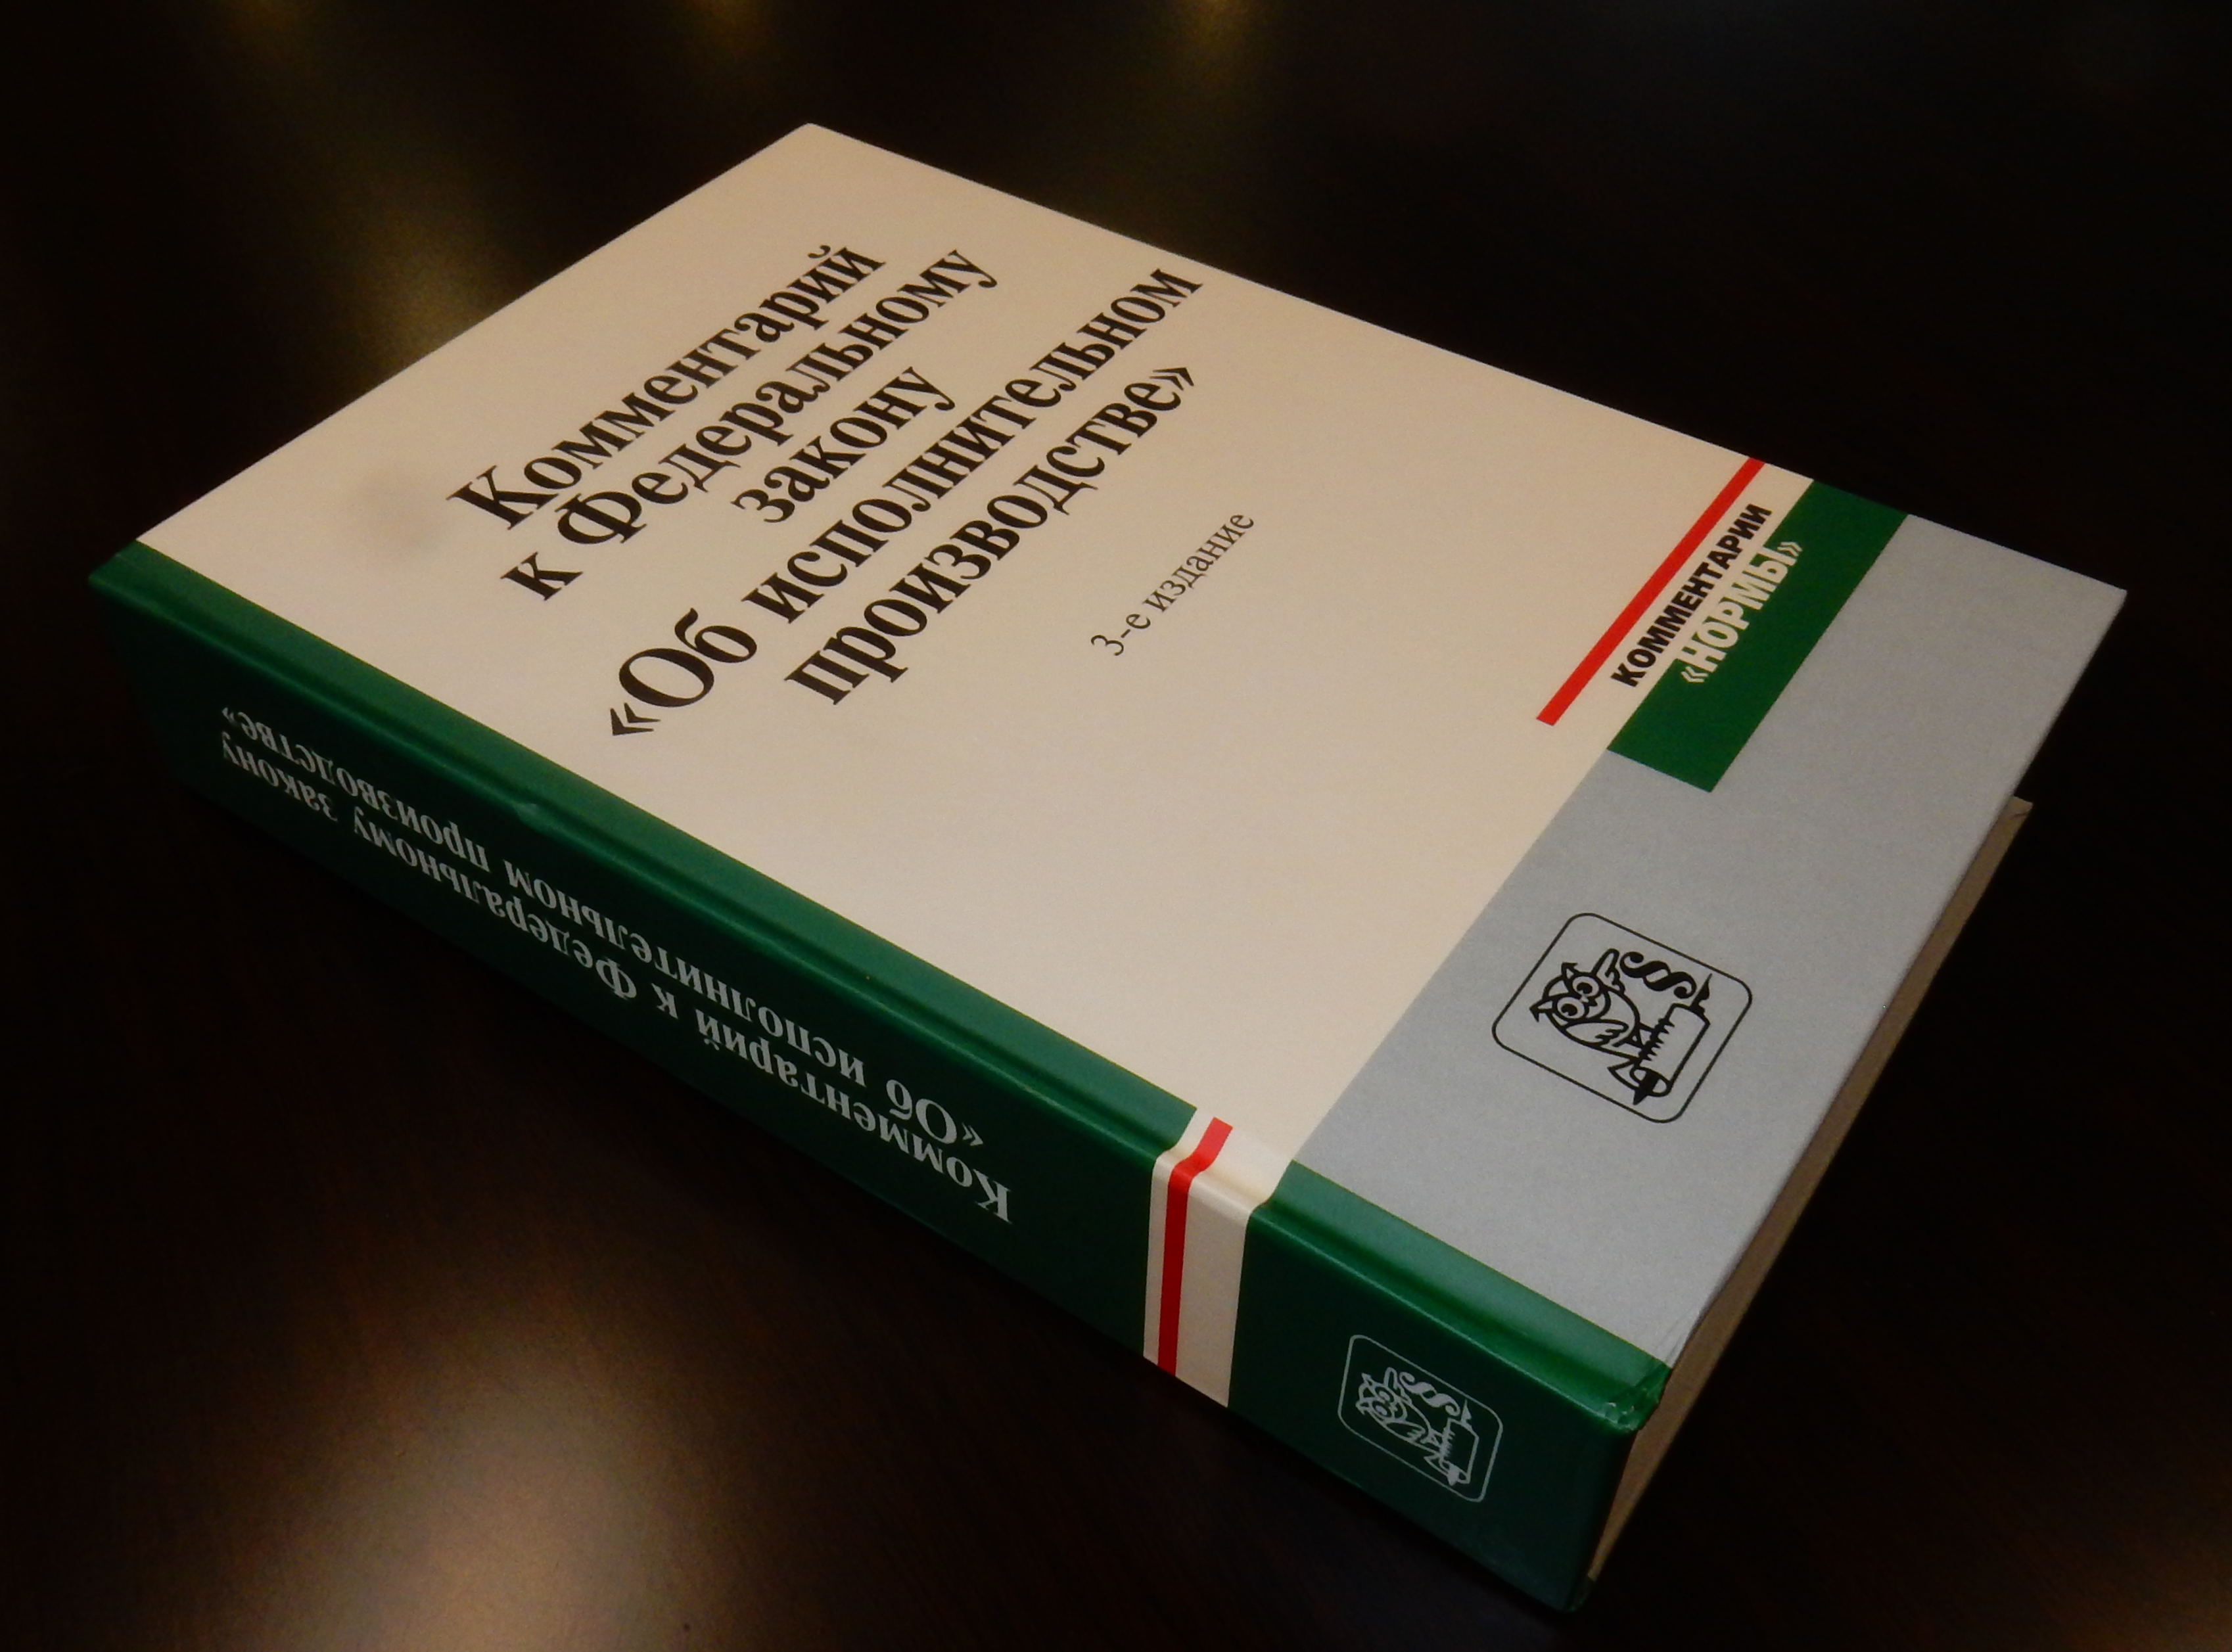 Комментарий
к Федеральному
закону
«Об исполнительном
производстве»
3-е издание
КОММЕНТАРИИ
«НОРМЫ»
Комментарий к Федеральному закону
«Об исполнительном производстве»